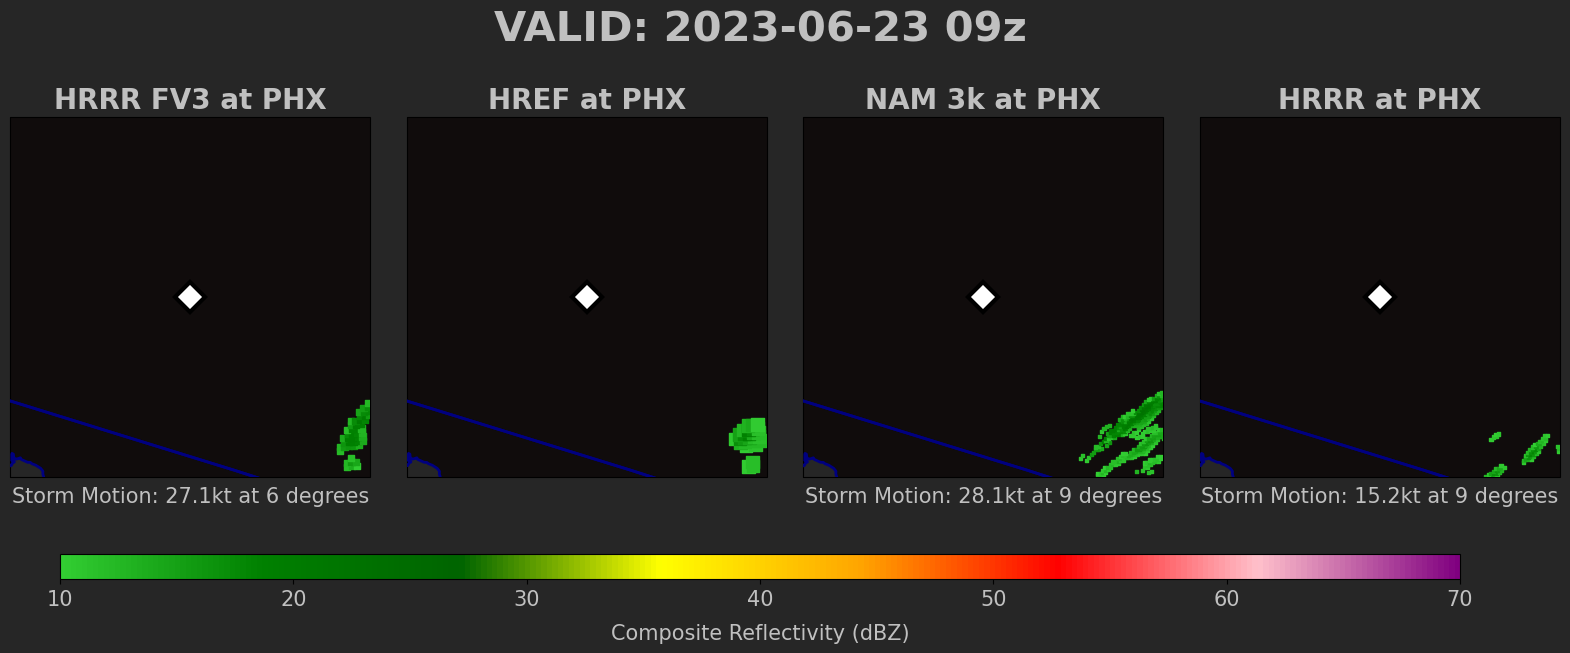 VALID: 2023-06-23 09z
HRRR FV3 at PHX
HREF at PHX
NAM 3k at PHX
HRRR at PHX
Storm Motion: 27.1kt at 6 degrees
Storm Motion: 28.1kt at 9 degrees
Storm Motion: 15.2kt at 9 degrees
10 20 30 40 50 60 70
Composite Reflectivity (dBZ)